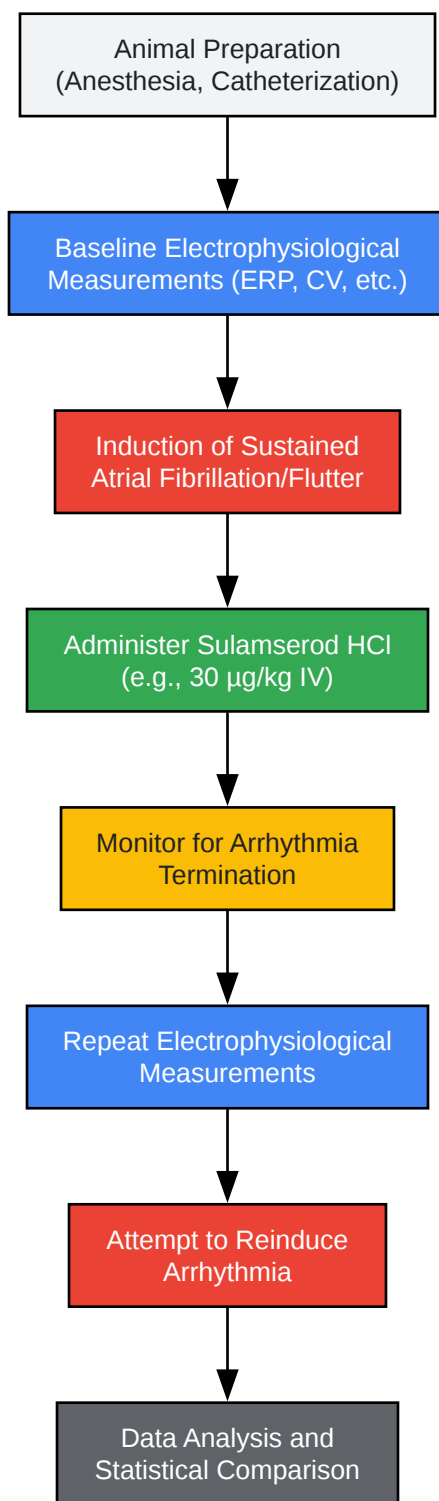 Animal Preparation
(Anesthesia, Catheterization)
Baseline Electrophysiological
Measurements (ERP, CV, etc.)
Induction of Sustained
Atrial Fibrillation/Flutter
Administer Sulamserod HCl
(e.g., 30 µg/kg IV)
Monitor for Arrhythmia
Termination
Repeat Electrophysiological
Measurements
Attempt to Reinduce
Arrhythmia
Data Analysis and
Statistical Comparison